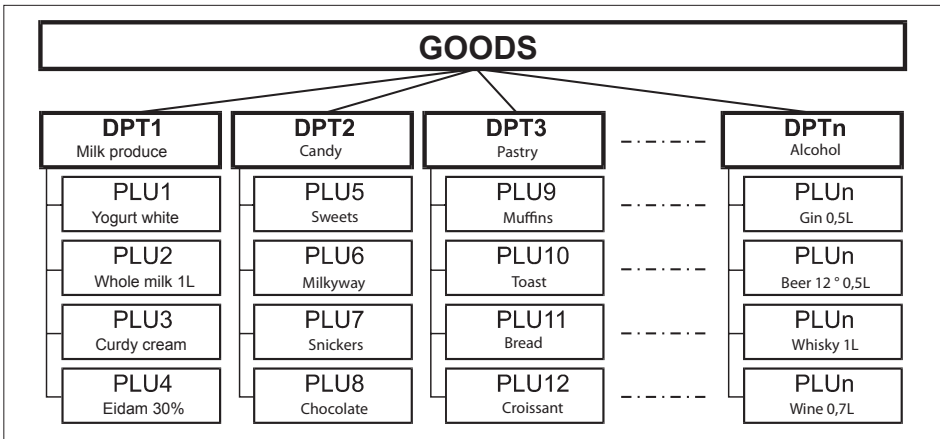 GOODS
DPT1
Milk produce
DPT2
Candy
DPT3
Pastry
DPTn
Alcohol
PLU1
Yogurt white
PLU5
Sweets
PLU9
Muffins
PLUn
Gin 0,5L
PLU2
Whole milk 1L
PLU6
Milkyway
PLU10
Toast
PLUn
Beer 12 ° 0,5L
PLU3
Curdy cream
PLU7
Snickers
PLU11
Bread
PLUn
Whisky 1L
PLU4
Eidam 30%
PLU8
Chocolate
PLU12
Croissant
PLUn
Wine 0,7L